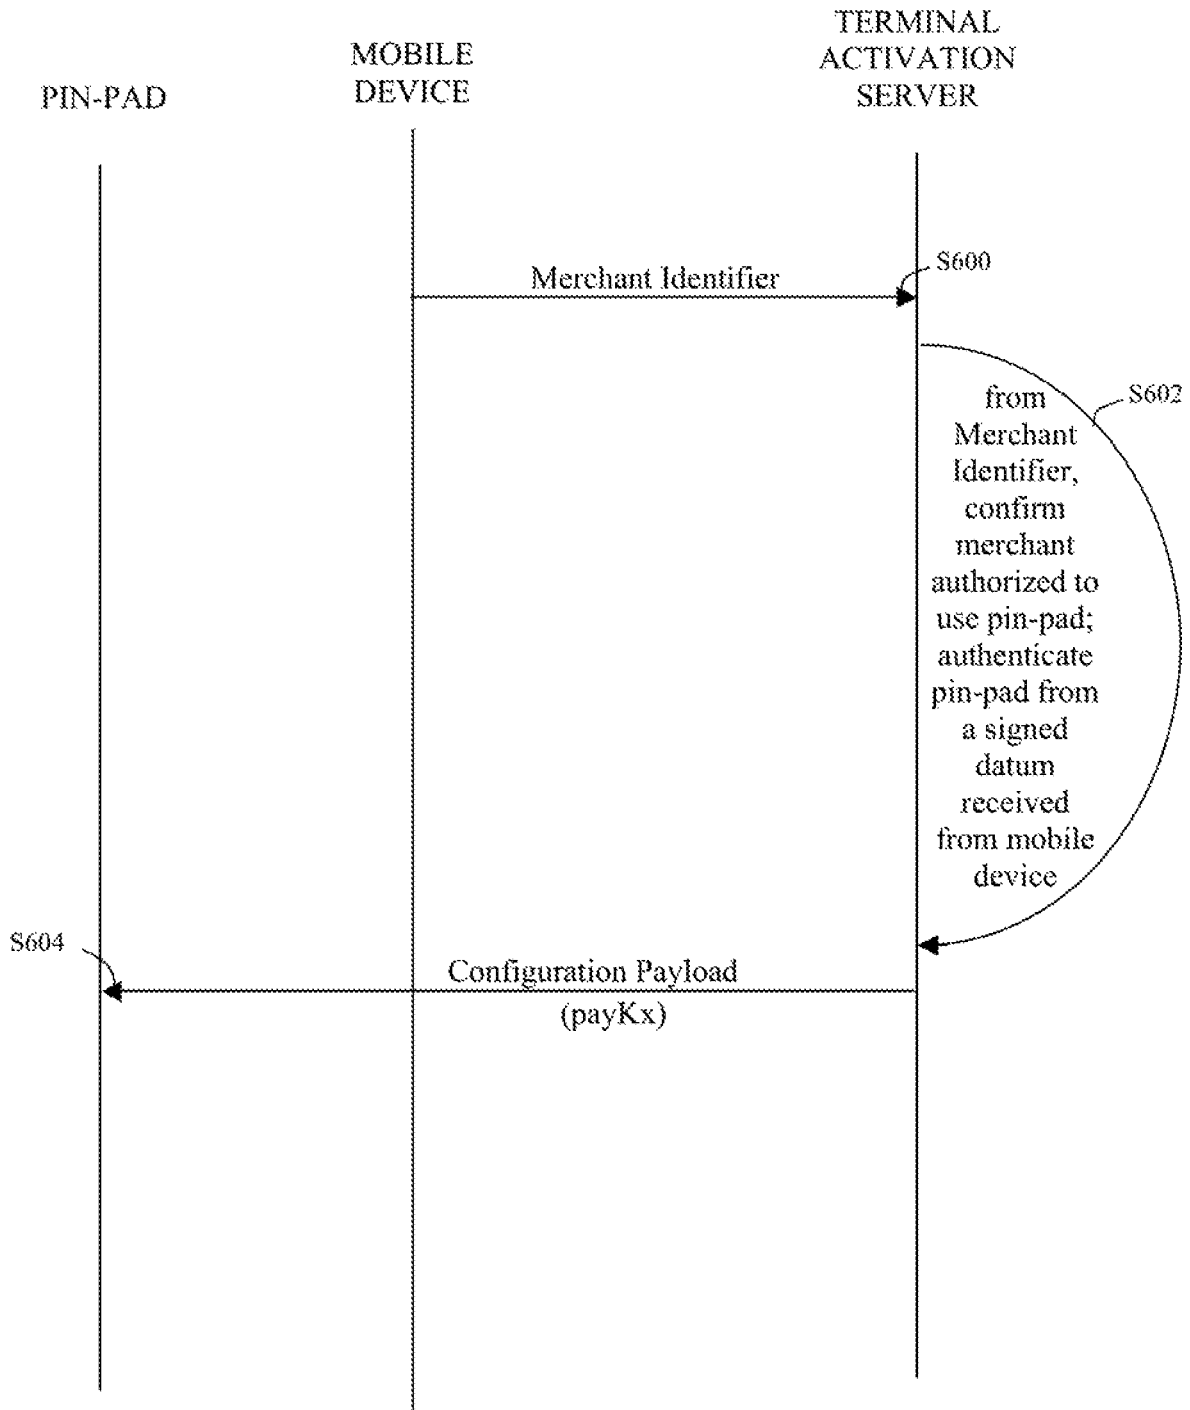 PIN-PAD
MOBILE
DEVICE
TERMINAL
ACTIVATION
SERVER
Merchant Identifier
S600
from
Merchant
Identifier,
confirm
merchant
authorized to
use pin-pad;
authenticate
pin-pad from
a signed
datum
received
from mobile
device
S602
S604
Configuration Payload
(payKx)